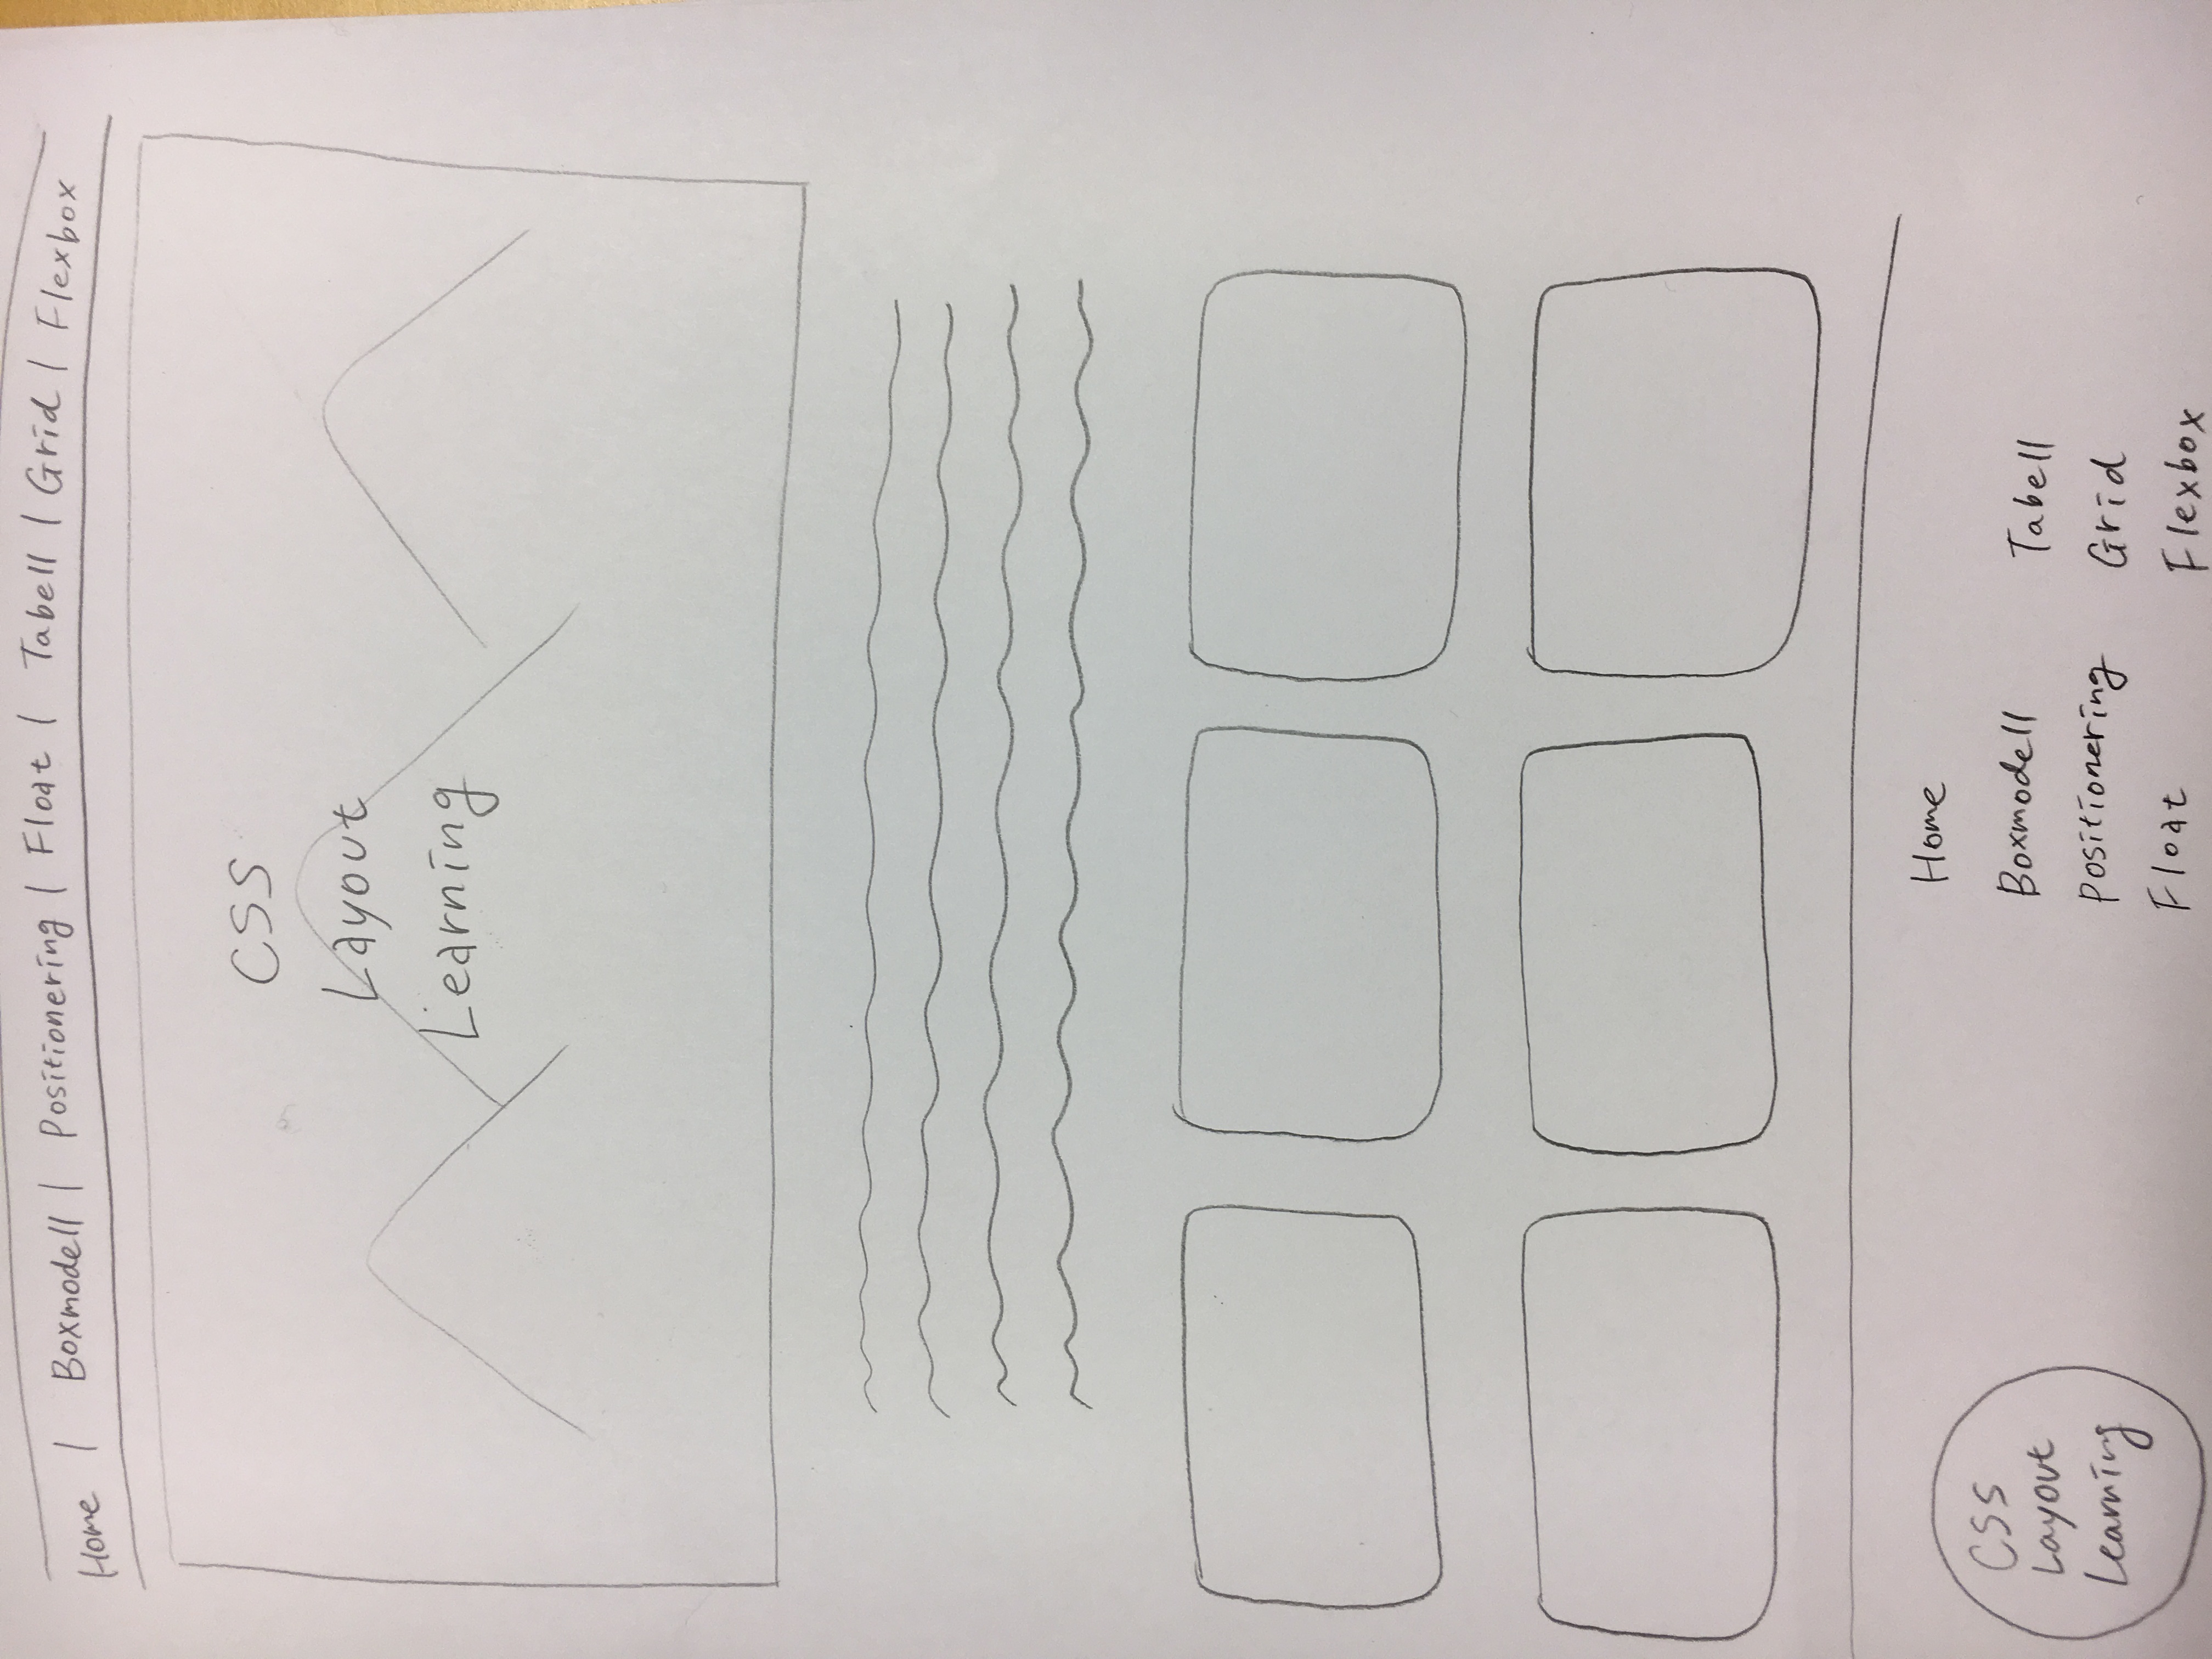 Home | Boxmodell | Positionering | Float | Tabell | Grid | Flexbox
CSS
Layout
Learning
CSS
Layout
Learning
Home
Boxmodell
Positionering
Float
Tabell
Grid
Flexbox